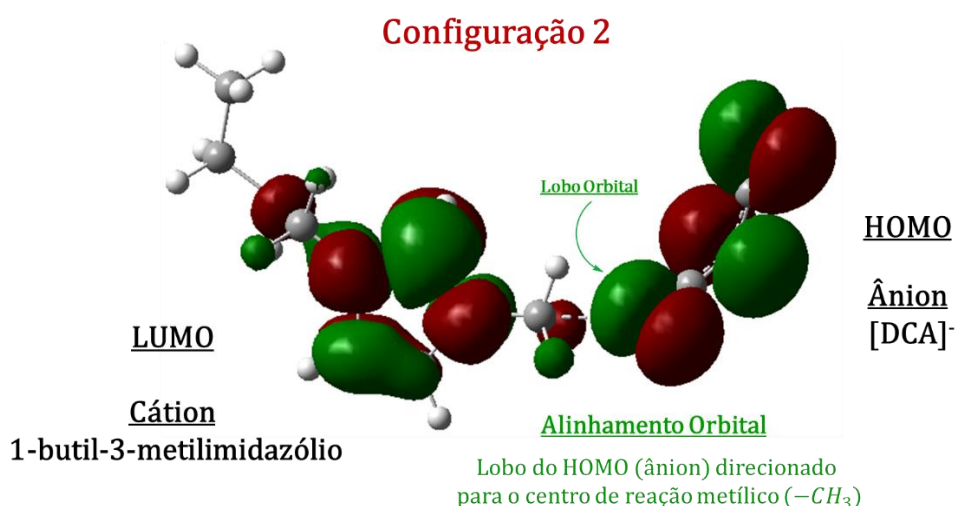 Configuração 2
Lobo Orbital
HOMO
Ânion
[DCA]⁻
LUMO
Cátion
1-butil-3-metilimidazólio
Alinhamento Orbital
Lobo do HOMO (ânion) direcionado
para o centro de reação metílico (−CH₃)